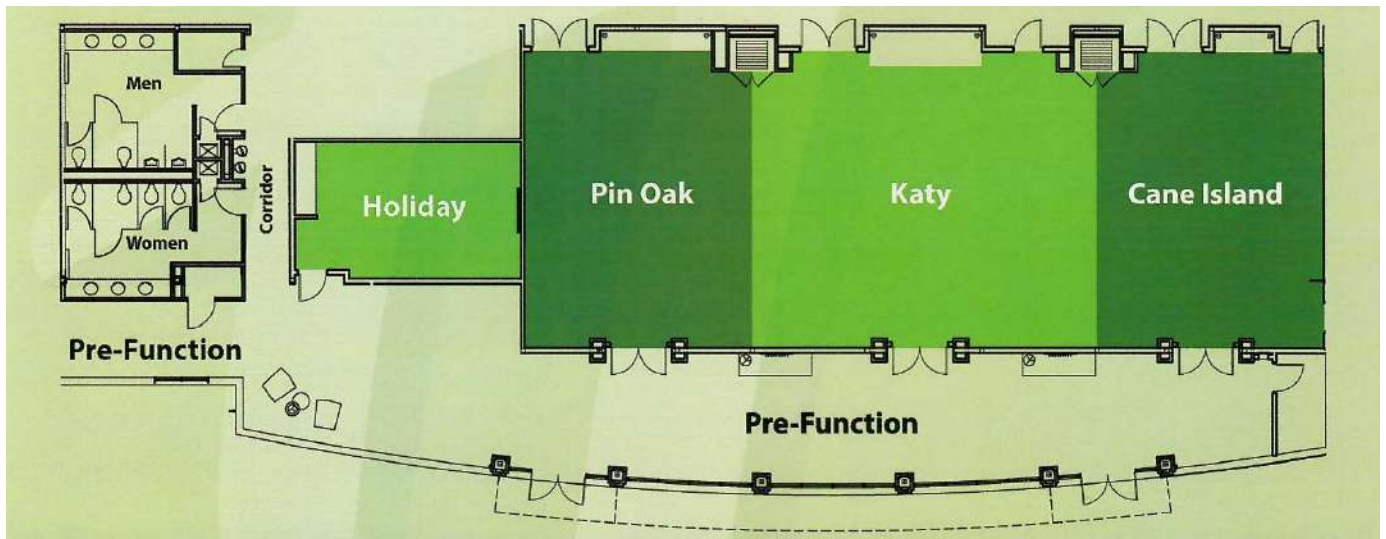 Men
Women
Corridor
Holiday
Pin Oak
Katy
Cane Island
Pre-Function
Pre-Function